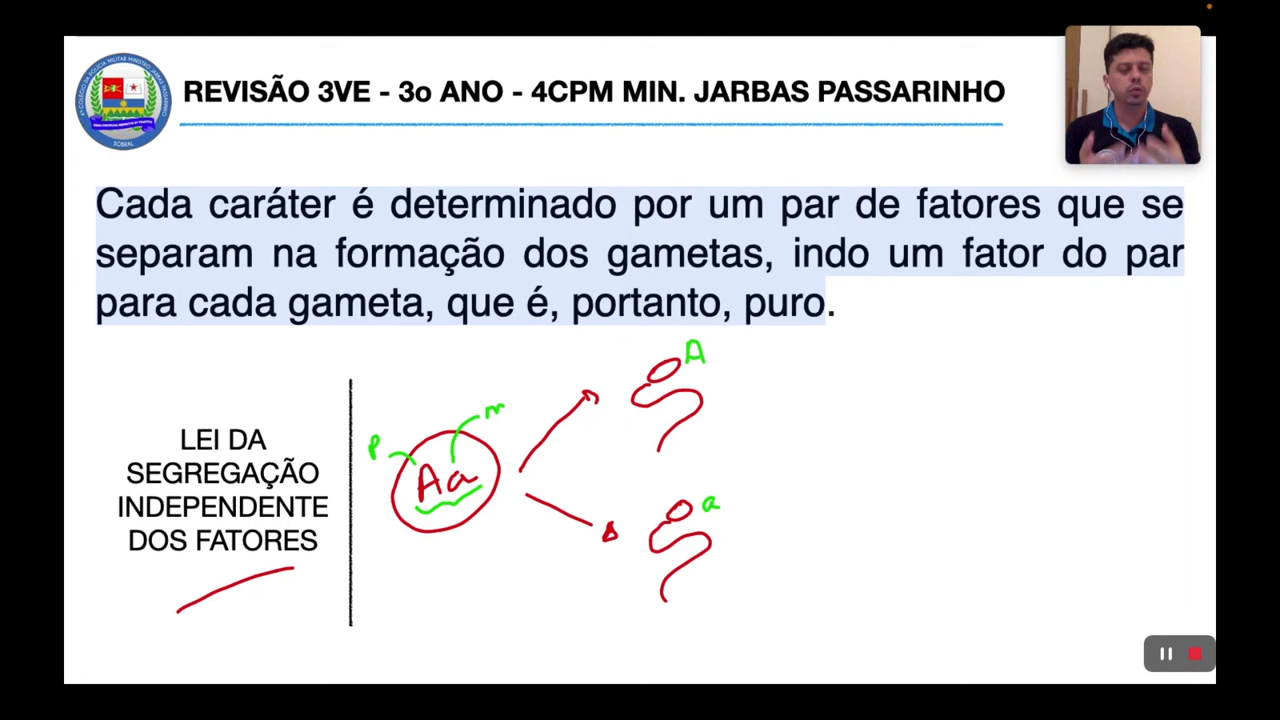 REVISÃO 3VE - 3o ANO - 4CPM MIN. JARBAS PASSARINHO
Cada caráter é determinado por um par de fatores que se
separam na formação dos gametas, indo um fator do par
para cada gameta, que é, portanto, puro.
LEI DA
SEGREGAÇÃO
INDEPENDENTE
DOS FATORES
P
m
Aa
A
a
SOBRAL